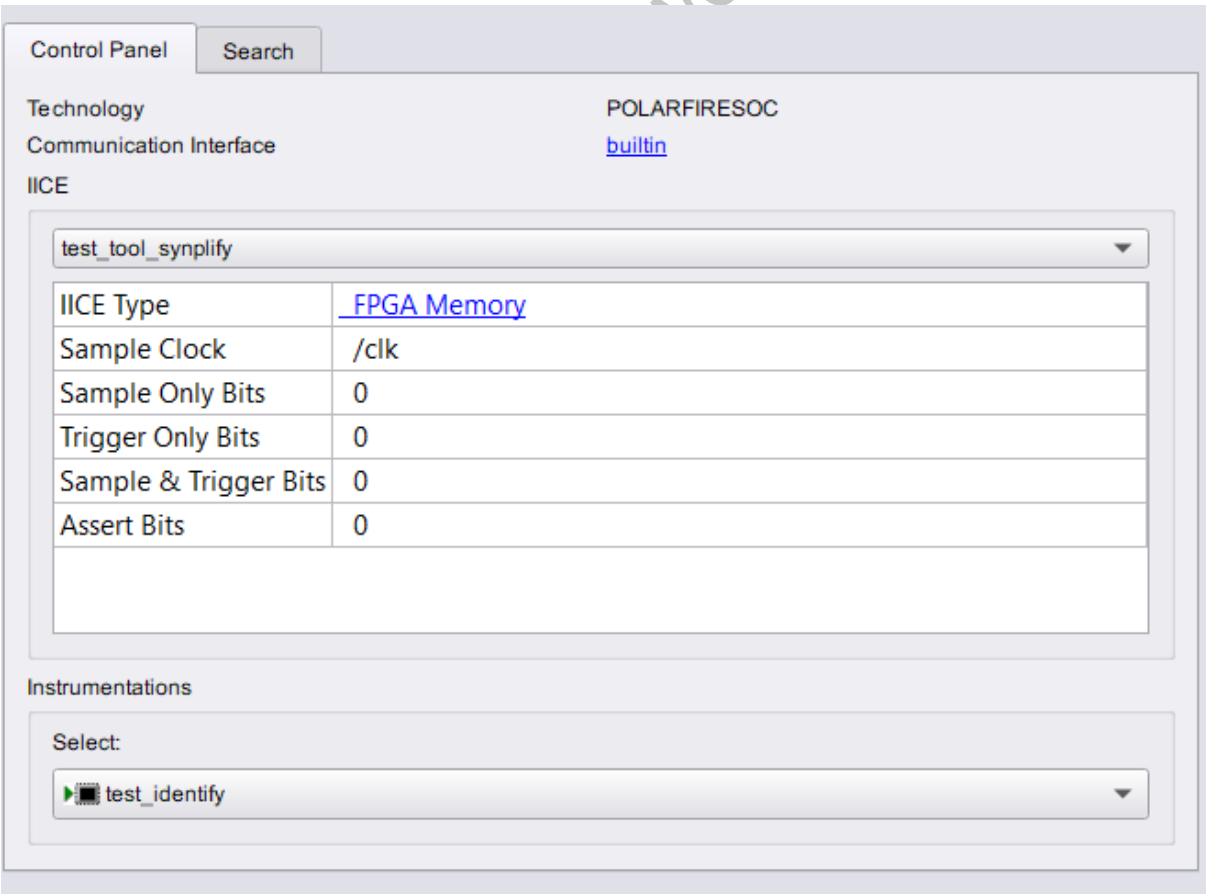 Control Panel Search
Technology POLARFIRESOC
Communication Interface builtin
IICE
test_tool_synplify
IICE Type FPGA Memory
Sample Clock /clk
Sample Only Bits 0
Trigger Only Bits 0
Sample & Trigger Bits 0
Assert Bits 0
Instrumentations
Select:
test_identify